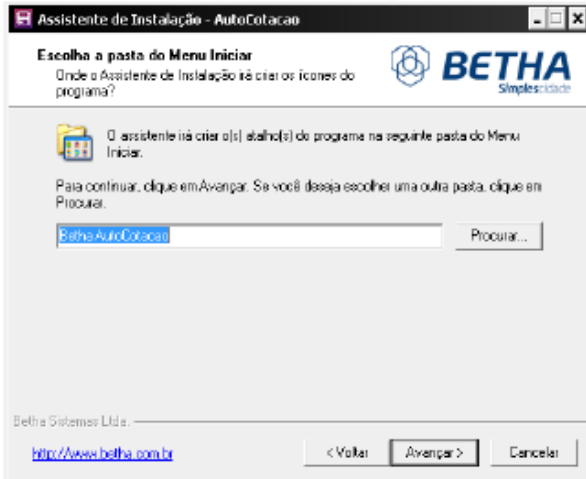 Assistente de Instalação - AutoCotacao
Escolha a pasta do Menu Iniciar
Onde o Assistente de Instalação irá criar os ícones do
programa?
BETHA
Simplescidade
O assistente irá criar o(s) atalho(s) do programa na seguinte pasta do Menu
Iniciar.
Para continuar, clique em Avançar. Se você deseja escolher uma outra pasta, clique em
Procurar.
Betha AutoCotacao
Procurar...
Betha Sistemas Ltda.
http://www.betha.com.br
< Voltar
Avançar >
Cancelar